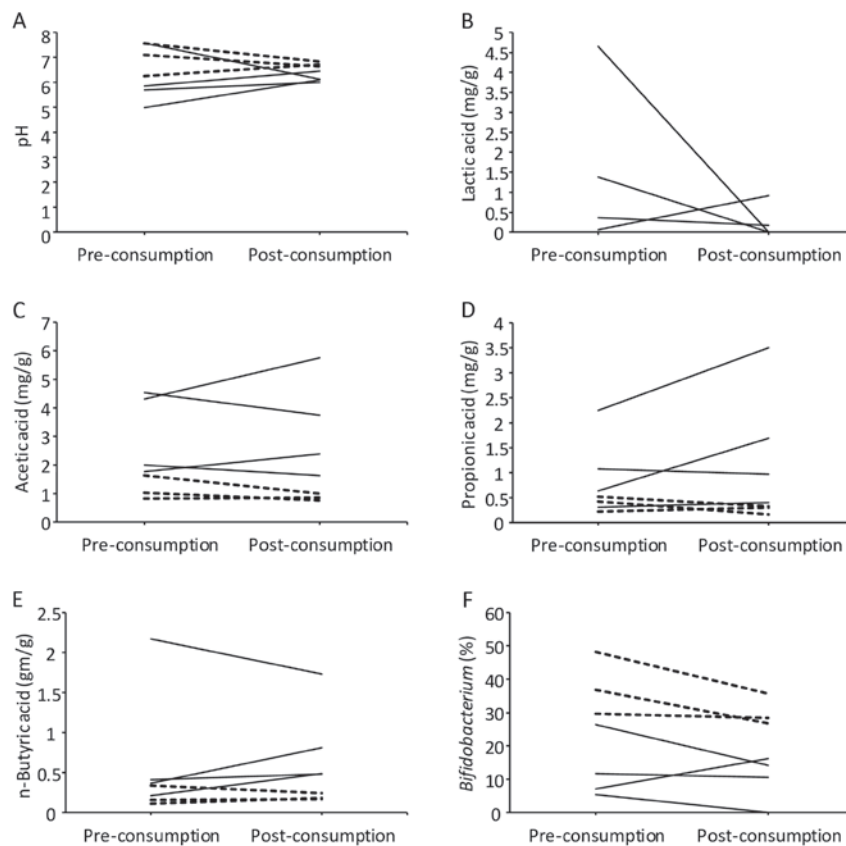 A
8
7
6
5
4
3
2
1
0
pH
Pre-consumption Post-consumption
B
5
4.5
4
3.5
3
2.5
2
1.5
1
0.5
0
Lactic acid (mg/g)
Pre-consumption Post-consumption
C
7
6
5
4
3
2
1
0
Acetic acid (mg/g)
Pre-consumption Post-consumption
D
4
3.5
3
2.5
2
1.5
1
0.5
0
Propionic acid (mg/g)
Pre-consumption Post-consumption
E
2.5
2
1.5
1
0.5
0
n-Butyric acid (gm/g)
Pre-consumption Post-consumption
F
60
50
40
30
20
10
0
Bifidobacterium (%)
Pre-consumption Post-consumption